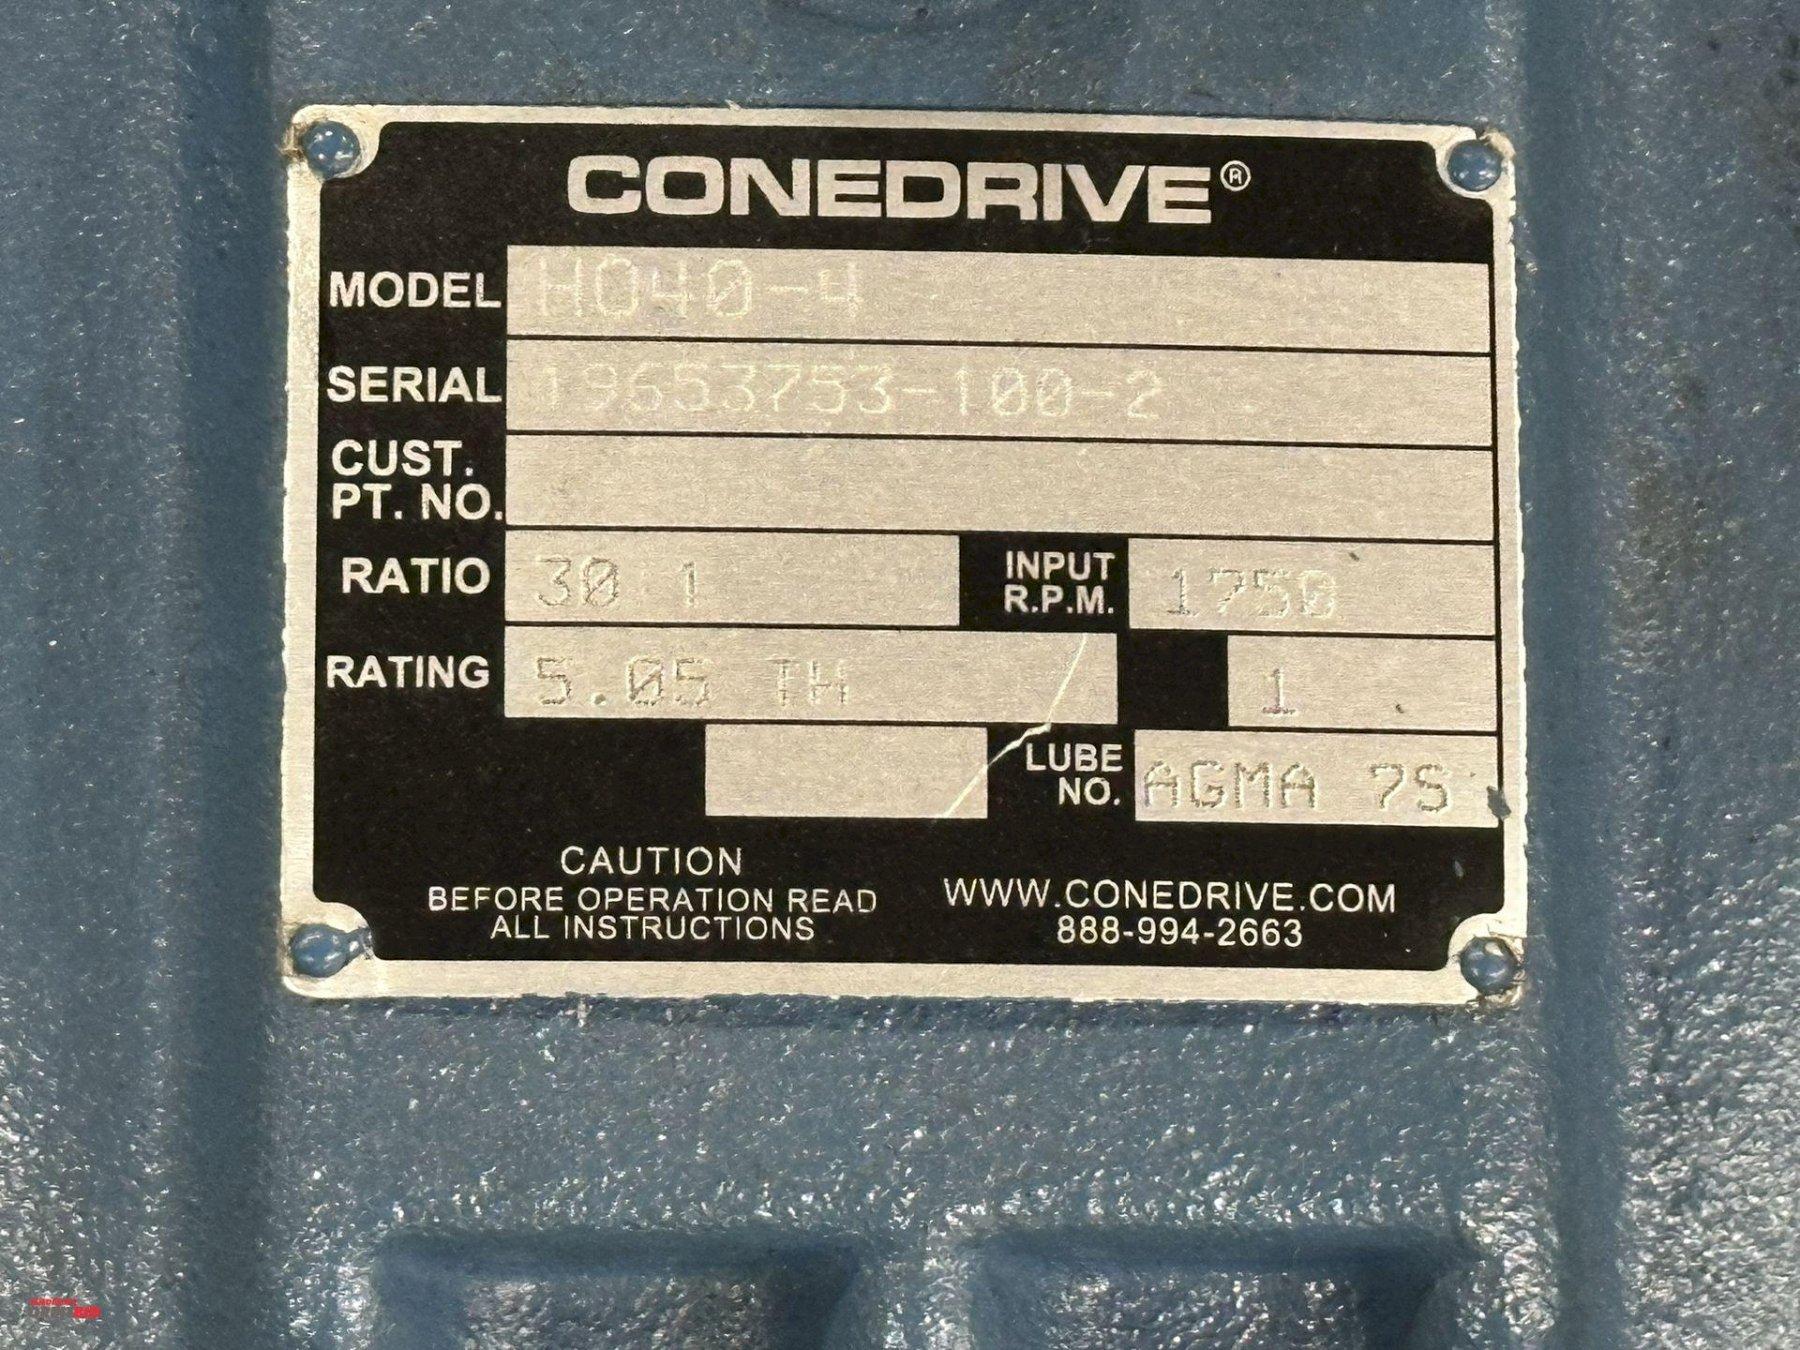 CONEDRIVE®
MODEL HO40-4
SERIAL 19653753-100-2
CUST.
PT. NO.
RATIO 30 1
INPUT
R.P.M. 1750
RATING 5.05 TH
1
LUBE
NO. AGMA 7S
CAUTION
BEFORE OPERATION READ
ALL INSTRUCTIONS
WWW.CONEDRIVE.COM
888-994-2663